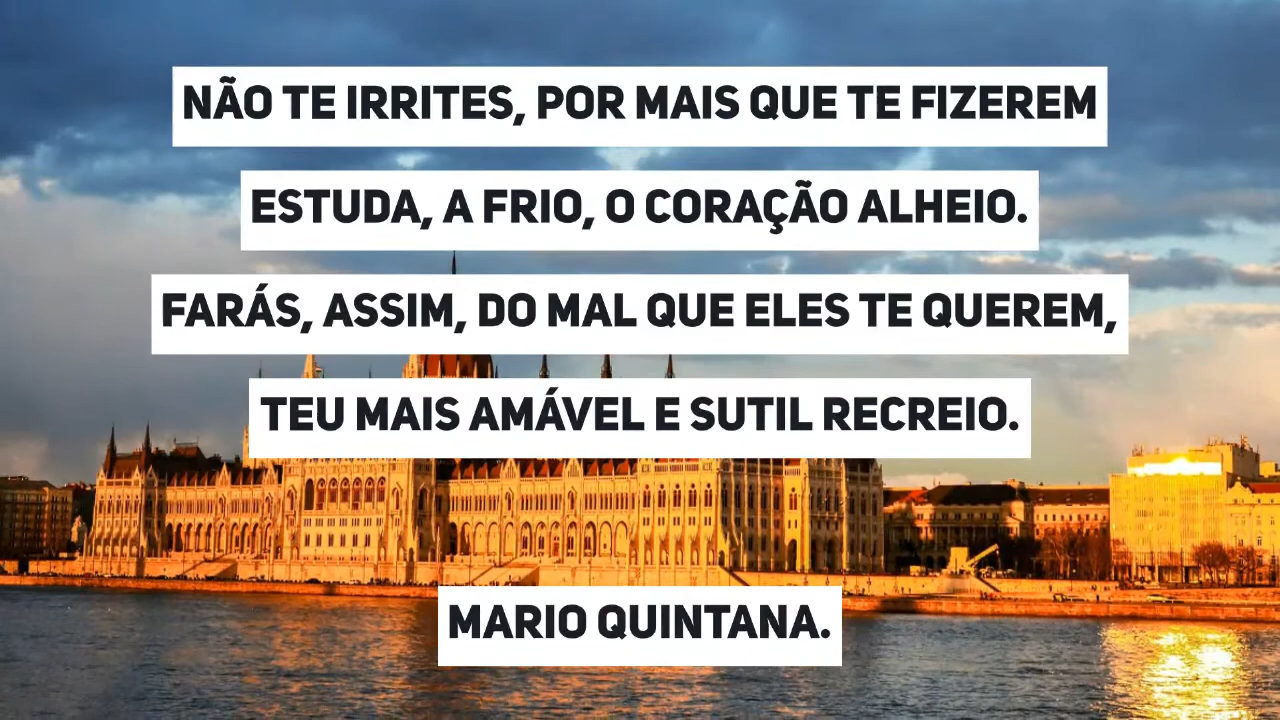 NÃO TE IRRITES, POR MAIS QUE TE FIZEREM
ESTUDA, A FRIO, O CORAÇÃO ALHEIO.
FARÁS, ASSIM, DO MAL QUE ELES TE QUEREM,
TEU MAIS AMÁVEL E SUTIL RECREIO.
MARIO QUINTANA.